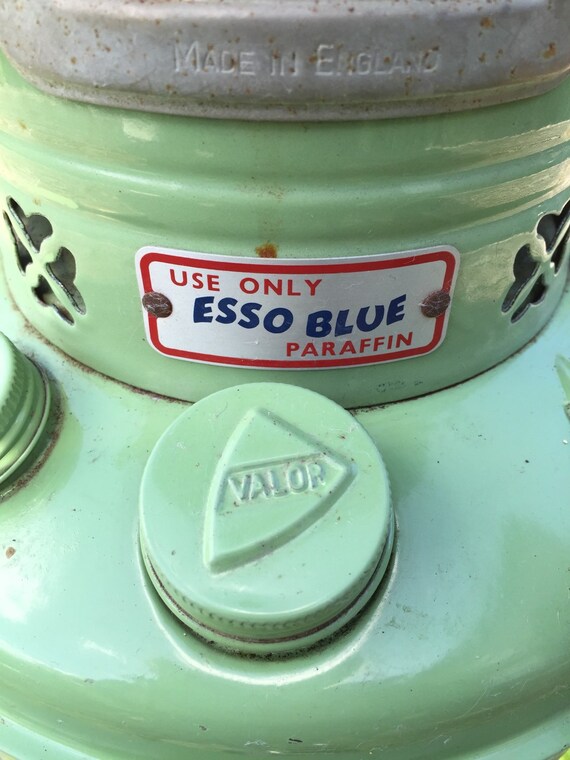 MADE IN ENGLAND
USE ONLY
ESSO BLUE
PARAFFIN
VALOR